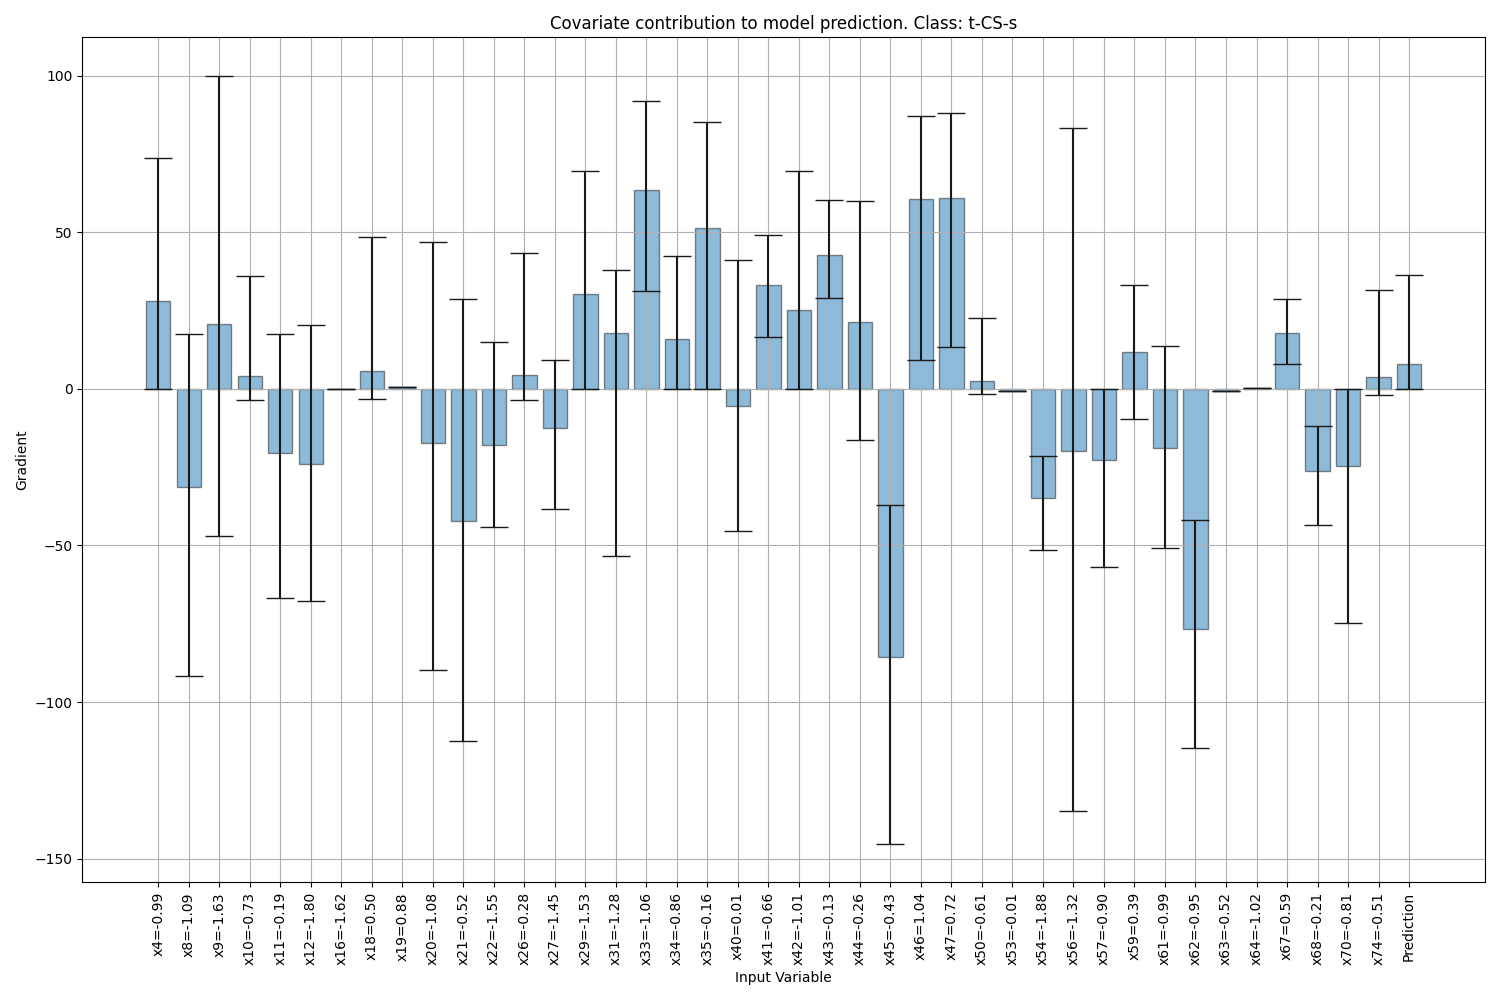 Covariate contribution to model prediction. Class: t-CS-s
Gradient
100
50
0
−50
−100
−150
x4=-0.99
x8=-1.09
x9=-1.63
x10=-0.73
x11=-0.19
x12=-1.80
x16=-1.62
x18=0.50
x19=0.88
x20=-1.08
x21=-0.52
x22=-1.55
x26=-0.28
x27=-1.45
x29=-1.53
x31=-1.28
x33=-1.06
x34=-0.86
x35=-0.16
x40=0.01
x41=-0.66
x42=-1.01
x43=-0.13
x44=-0.26
x45=-0.43
x46=1.04
x47=0.72
x50=-0.61
x53=-0.01
x54=-1.88
x56=-1.32
x57=-0.90
x59=0.39
x61=-0.99
x62=-0.95
x63=-0.52
x64=-1.02
x67=0.59
x68=-0.21
x70=-0.81
x74=-0.51
Prediction
Input Variable